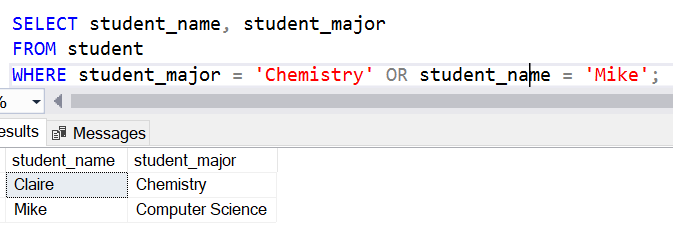 SELECT student_name, student_major
FROM student
WHERE student_major = 'Chemistry' OR student_name = 'Mike';
%
esults Messages
student_name student_major
Claire Chemistry
Mike Computer Science